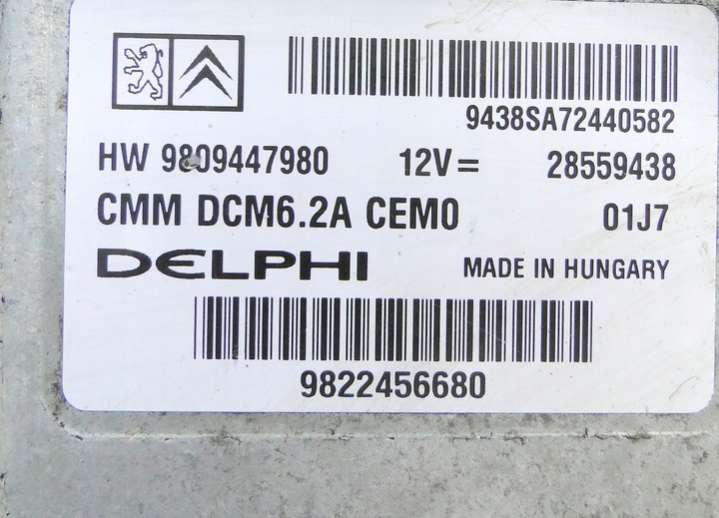 9438SA72440582
HW 9809447980 12V= 28559438
CMM DCM6.2A CEM0 01J7
DELPHI MADE IN HUNGARY
9822456680